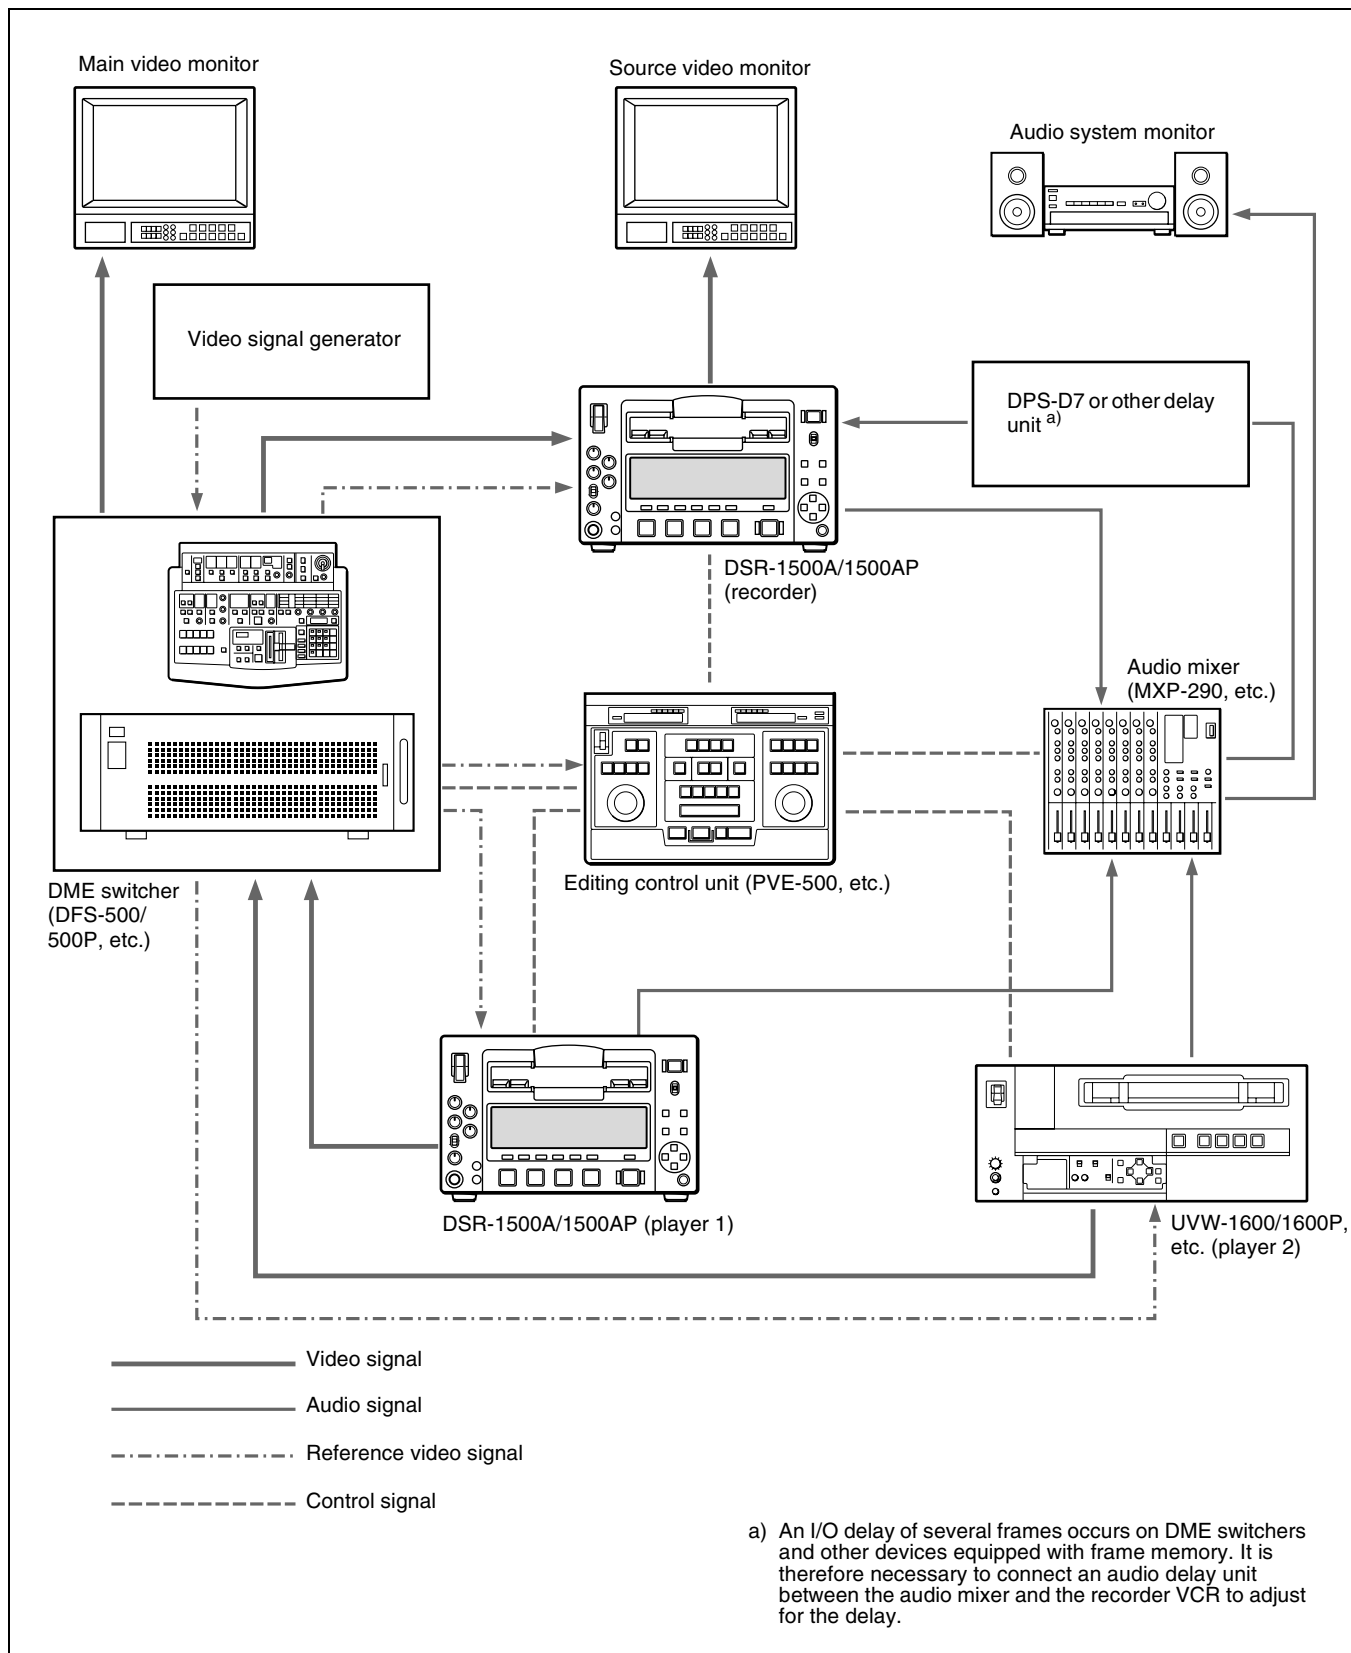 Main video monitor
Source video monitor
Audio system monitor
Video signal generator
DPS-D7 or other delay
unit a)
DSR-1500A/1500AP
(recorder)
Audio mixer
(MXP-290, etc.)
Editing control unit (PVE-500, etc.)
DME switcher
(DFS-500/
500P, etc.)
DSR-1500A/1500AP (player 1)
UVW-1600/1600P,
etc. (player 2)
Video signal
Audio signal
Reference video signal
Control signal
a) An I/O delay of several frames occurs on DME switchers
and other devices equipped with frame memory. It is
therefore necessary to connect an audio delay unit
between the audio mixer and the recorder VCR to adjust
for the delay.